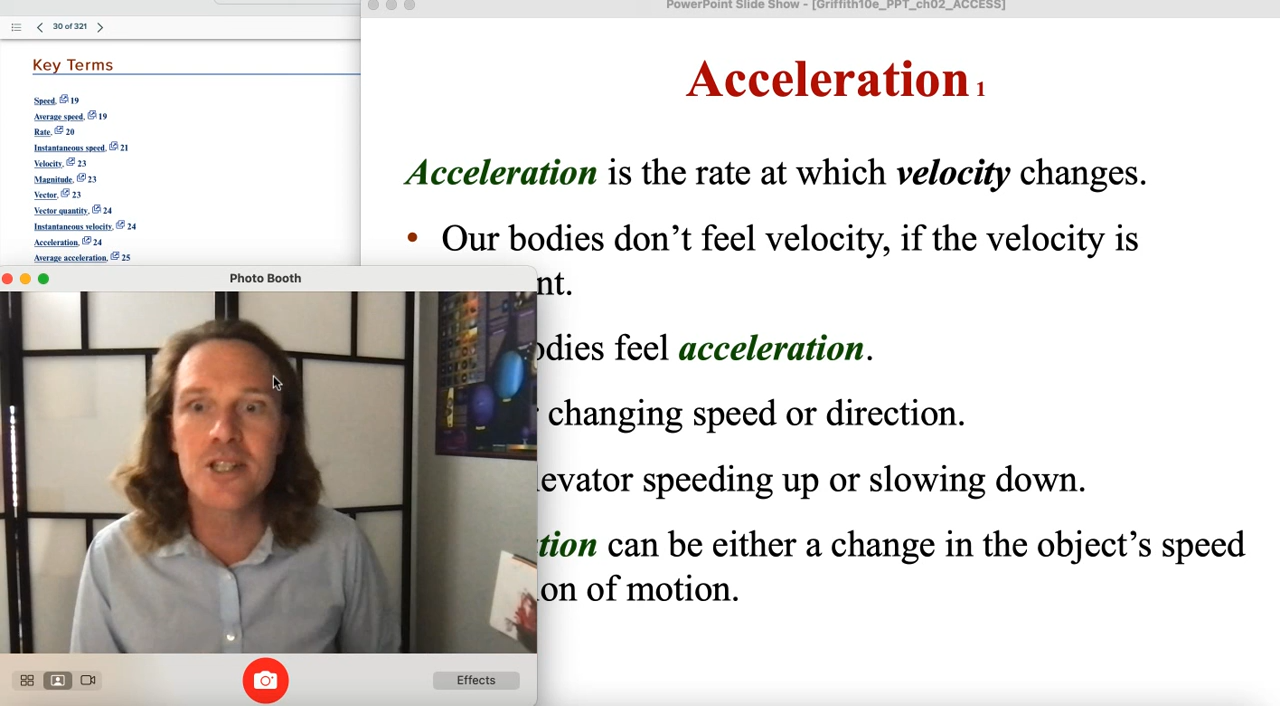 PowerPoint Slide Show - [Griffith10e_PPT_ch02_ACCESS]
30 of 321
Key Terms
Speed, 19
Average speed, 19
Rate, 20
Instantaneous speed, 21
Velocity, 23
Magnitude, 23
Vector, 23
Vector quantity, 24
Instantaneous velocity, 24
Acceleration, 24
Average acceleration, 25
Photo Booth
Effects
Acceleration 1
Acceleration is the rate at which velocity changes.
• Our bodies don’t feel velocity, if the velocity is
nt.
odies feel acceleration.
changing speed or direction.
levator speeding up or slowing down.
tion can be either a change in the object’s speed
on of motion.